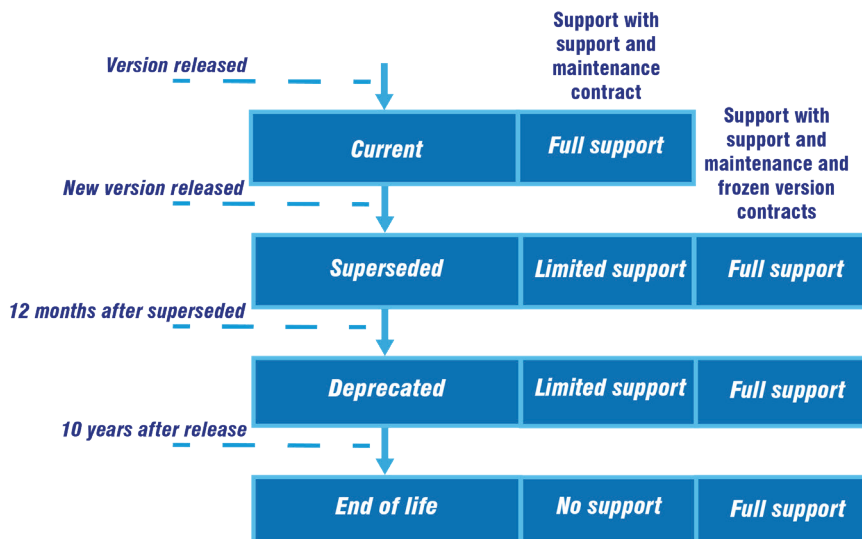 Support with
support and
maintenance
contract
Version released
Support with
support and
maintenance and
frozen version
contracts
Current
Full support
New version released
Superseded
Limited support
Full support
12 months after superseded
Deprecated
Limited support
Full support
10 years after release
End of life
No support
Full support